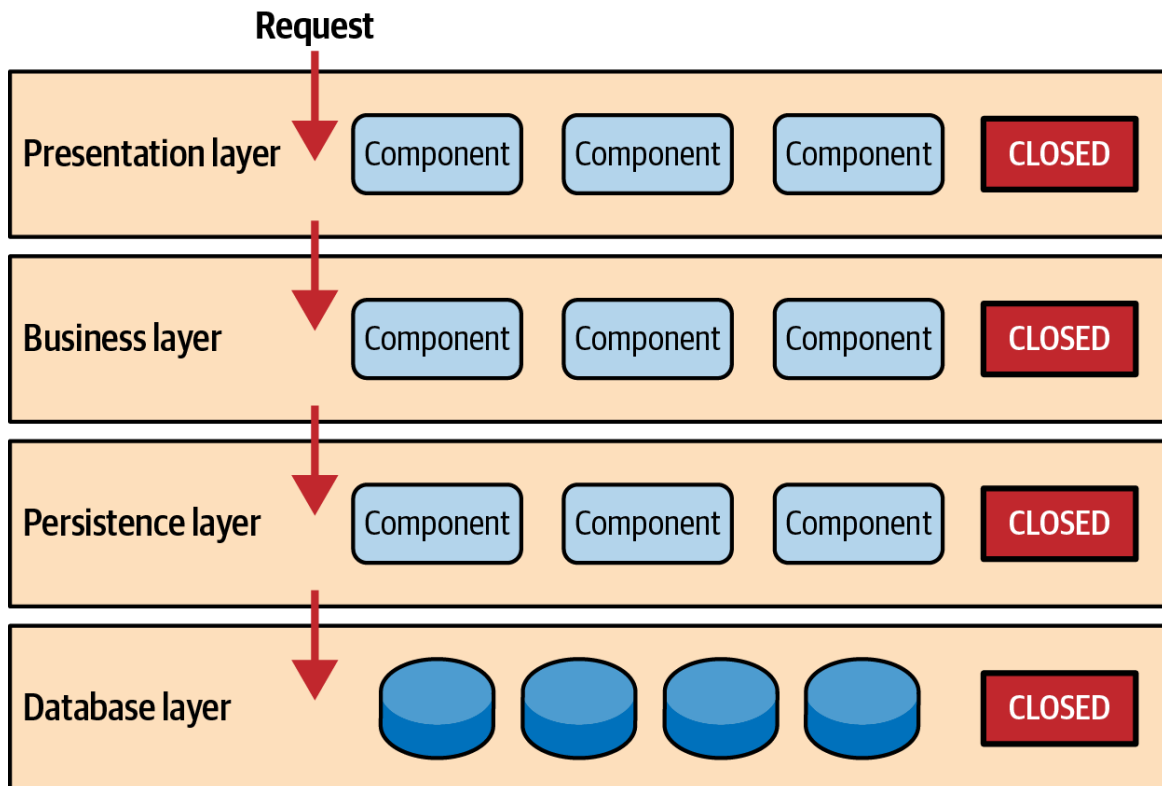 Request
Presentation layer Component Component Component CLOSED
Business layer Component Component Component CLOSED
Persistence layer Component Component Component CLOSED
Database layer CLOSED